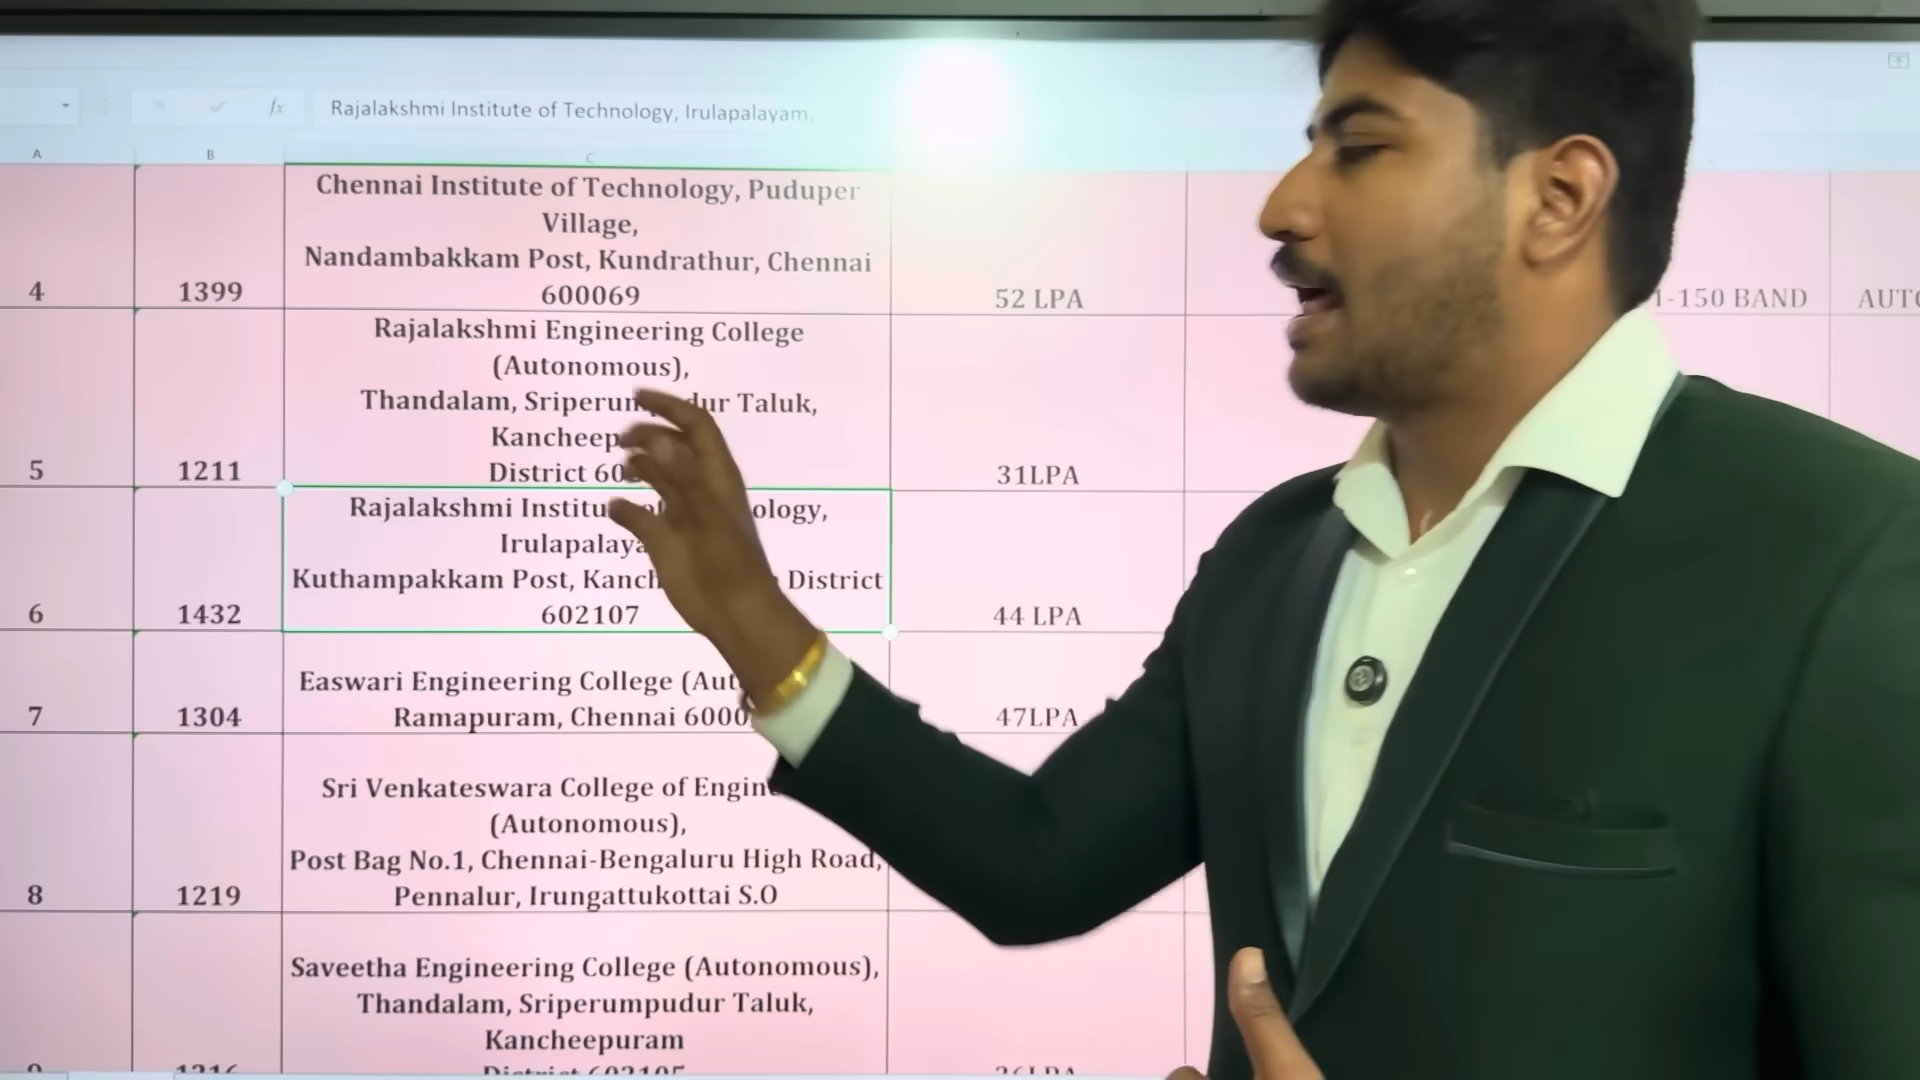 fx Rajalakshmi Institute of Technology, Irulapalayam,
A B C
4 1399 Chennai Institute of Technology, Puduper
Village,
Nandambakkam Post, Kundrathur, Chennai
600069 52 LPA 1-150 BAND
5 1211 Rajalakshmi Engineering College
(Autonomous),
Thandalam, Taluk,
District 31LPA
6 1432 Rajalakshmi
Kuthampakkam Post, District
602107 44 LPA
7 1304 Easwari Engineering College
Ramapuram, Chennai 47LPA
8 1219 Sri Venkateswara College of
(Autonomous),
Post Bag No.1, Chennai-Bengaluru High Road,
Pennalur, Irungattukottai S.O
Saveetha Engineering College (Autonomous),
Thandalam, Sriperumpudur Taluk,
Kancheepuram